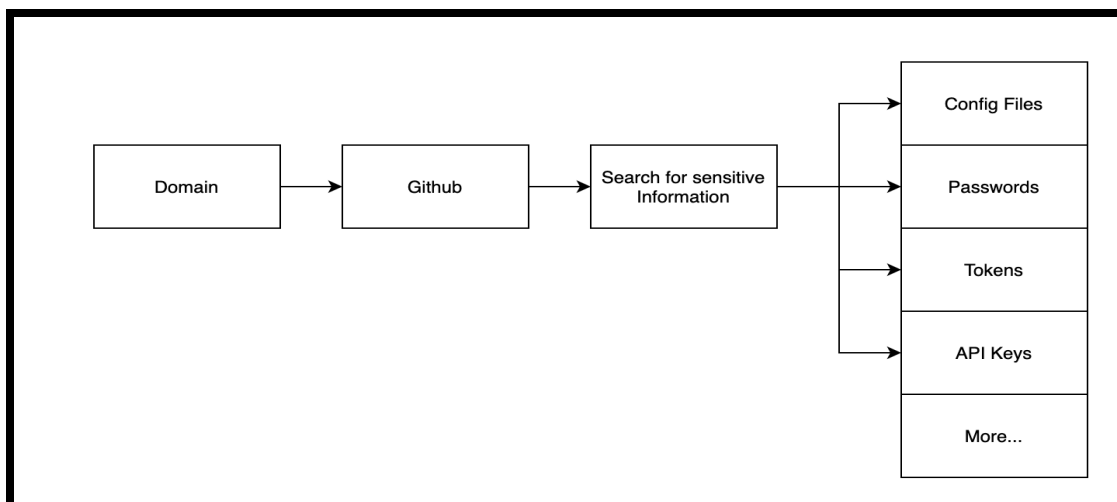 Domain
Github
Search for sensitive
Information
Config Files
Passwords
Tokens
API Keys
More...